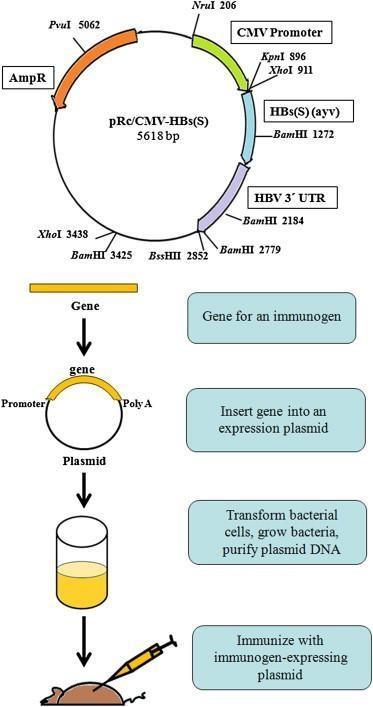 NruI 206
PvuI 5062
CMV Promoter
KpnI 896
XhoI 911
AmpR
HBs(S) (ayv)
pRc/CMV-HBs(S)
5618 bp
BamHI 1272
HBV 3´ UTR
BamHI 2184
XhoI 3438
BamHI 3425
BssHII 2852
BamHI 2779
Gene
Gene for an immunogen
gene
Promoter
Poly A
Insert gene into an
expression plasmid
Plasmid
Transform bacterial
cells, grow bacteria,
purify plasmid DNA
Immunize with
immunogen-expressing
plasmid